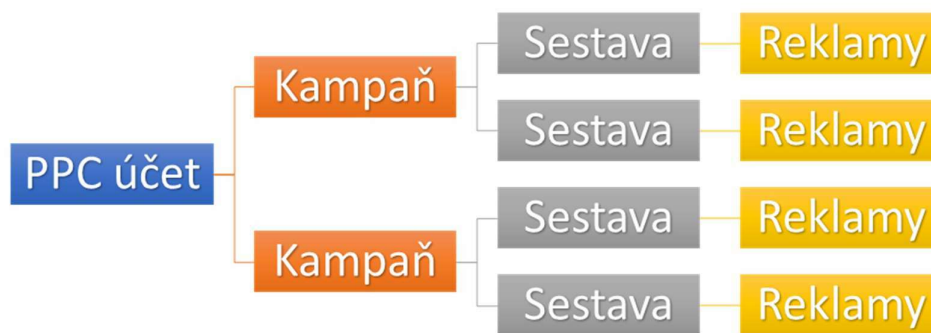 PPC účet
Kampaň
Sestava
Reklamy
Sestava
Reklamy
Kampaň
Sestava
Reklamy
Sestava
Reklamy